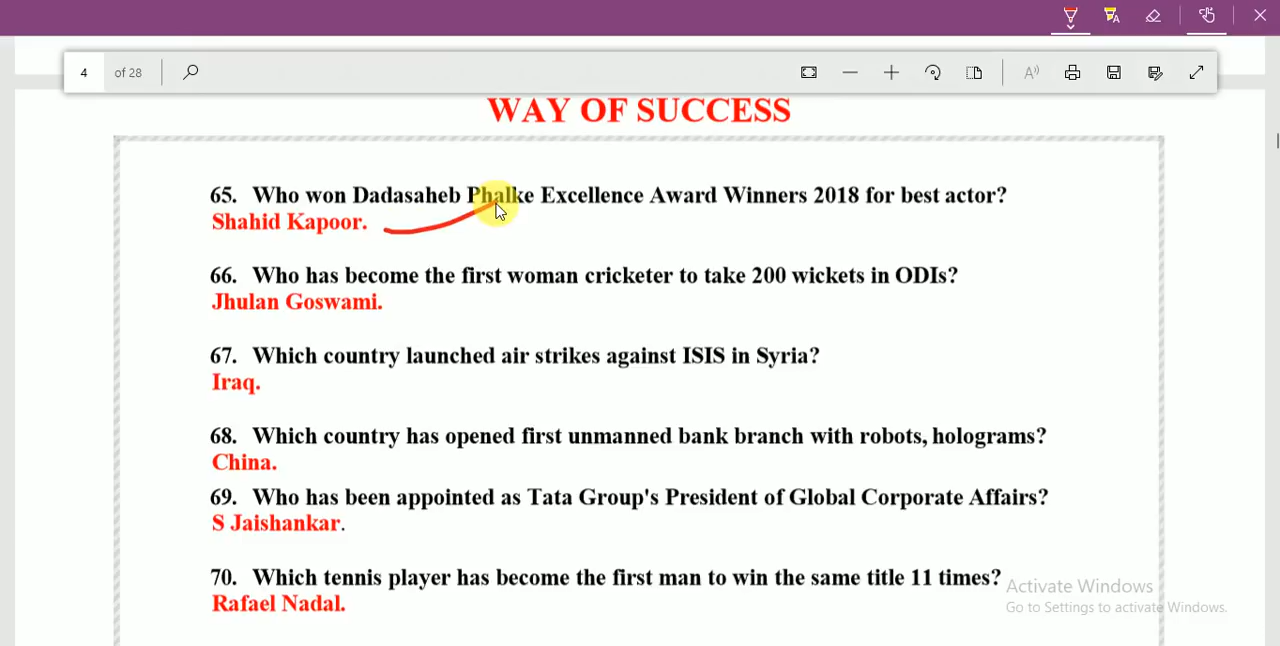 4 of 28
WAY OF SUCCESS
65. Who won Dadasaheb Phalke Excellence Award Winners 2018 for best actor?
Shahid Kapoor.
66. Who has become the first woman cricketer to take 200 wickets in ODIs?
Jhulan Goswami.
67. Which country launched air strikes against ISIS in Syria?
Iraq.
68. Which country has opened first unmanned bank branch with robots, holograms?
China.
69. Who has been appointed as Tata Group's President of Global Corporate Affairs?
S Jaishankar.
70. Which tennis player has become the first man to win the same title 11 times?
Rafael Nadal.
Activate Windows
Go to Settings to activate Windows.